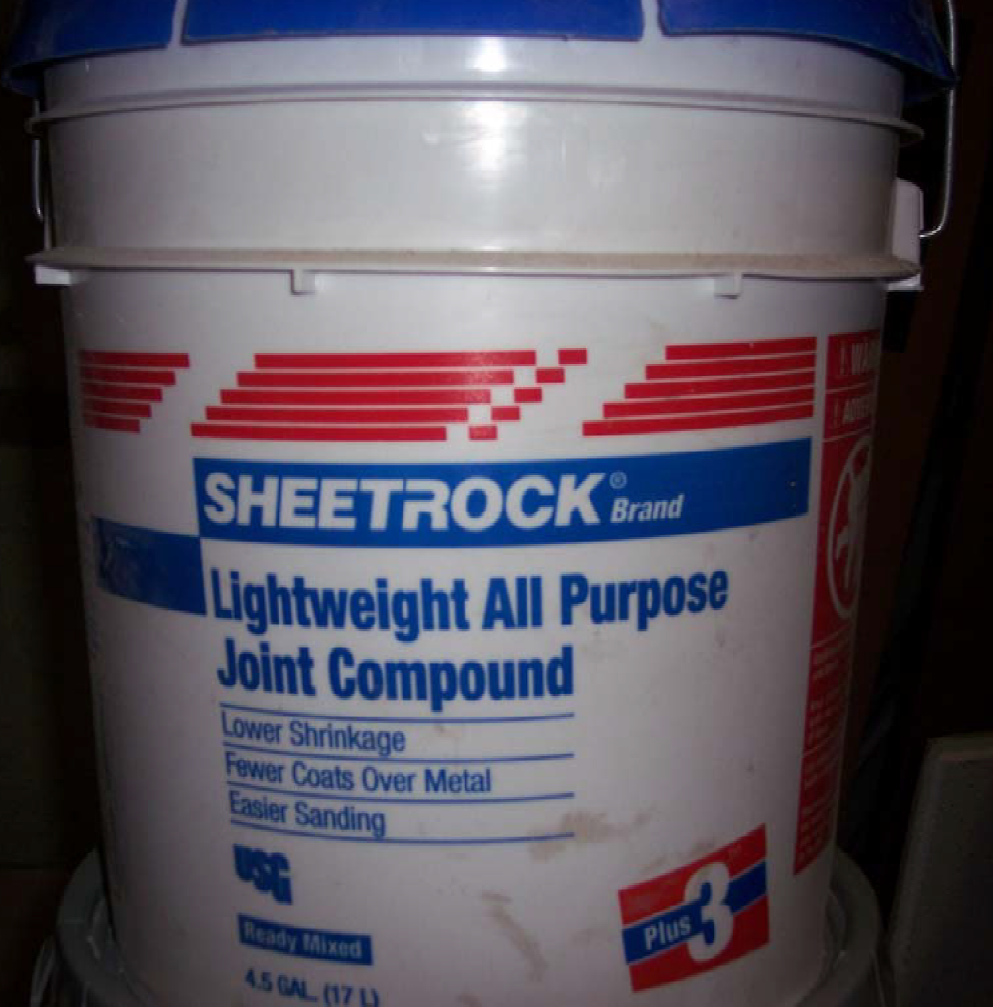 SHEETROCK® Brand
Lightweight All Purpose
Joint Compound
Lower Shrinkage
Fewer Coats Over Metal
Easier Sanding
USG
Ready Mixed
4.5 GAL. (17 L)
Plus 3